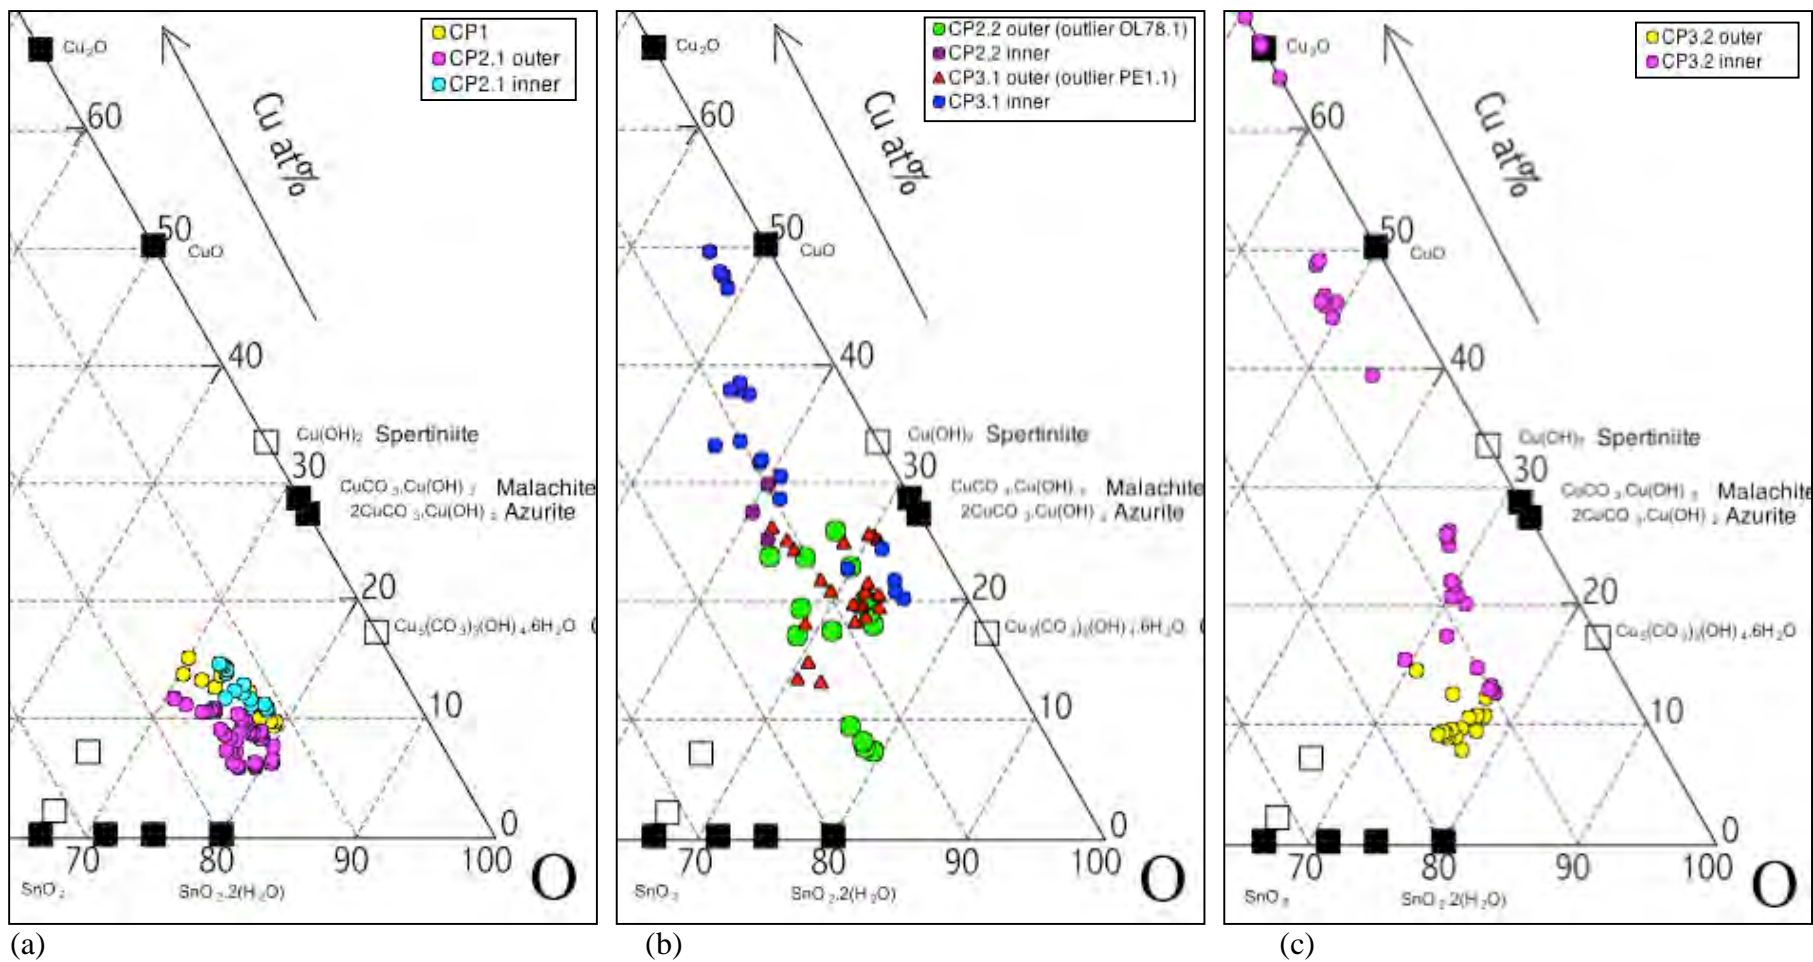 CP1
CP2.1 outer
CP2.1 inner
Cu₂O
60
Cu at%
50
CuO
40
Cu(OH)₂ Spertiniite
30
CuCO₃.Cu(OH)₂ Malachite
2CuCO₃.Cu(OH)₂ Azurite
20
Cu₅(CO₃)₃(OH)₄.6H₂O (
10
0
70 80 90 100 O
SnO₂ SnO₂.2(H₂O)
(a)
CP2.2 outer (outlier OL78.1)
CP2.2 inner
CP3.1 outer (outlier PE1.1)
CP3.1 inner
Cu₂O
60
Cu at%
50
CuO
40
Cu(OH)₂ Spertiniite
30
CuCO₃.Cu(OH)₂ Malachite
2CuCO₃.Cu(OH)₂ Azurite
20
Cu₅(CO₃)₃(OH)₄.6H₂O (
10
0
70 80 90 100 O
SnO₂ SnO₂.2(H₂O)
(b)
CP3.2 outer
CP3.2 inner
Cu₂O
60
Cu at%
50
CuO
40
Cu(OH)₂ Spertiniite
30
CuCO₃.Cu(OH)₂ Malachite
2CuCO₃.Cu(OH)₂ Azurite
20
Cu₅(CO₃)₃(OH)₄.6H₂O
10
0
70 80 90 100 O
SnO₂ SnO₂.2(H₂O)
(c)